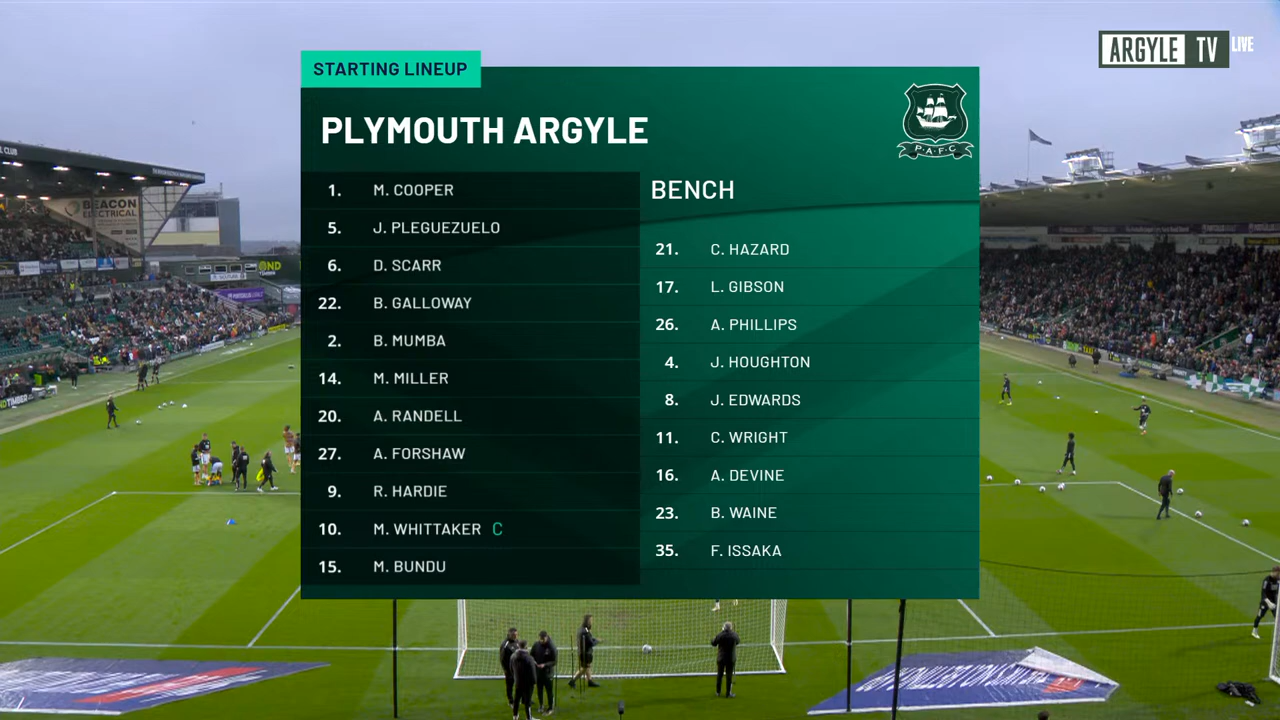 ARGYLE TV LIVE
STARTING LINEUP
PLYMOUTH ARGYLE
P.A.F.C
1. M. COOPER
5. J. PLEGUEZUELO
6. D. SCARR
22. B. GALLOWAY
2. B. MUMBA
14. M. MILLER
20. A. RANDELL
27. A. FORSHAW
9. R. HARDIE
10. M. WHITTAKER C
15. M. BUNDU
BENCH
21. C. HAZARD
17. L. GIBSON
26. A. PHILLIPS
4. J. HOUGHTON
8. J. EDWARDS
11. C. WRIGHT
16. A. DEVINE
23. B. WAINE
35. F. ISSAKA
BEACON
ELECTRICAL